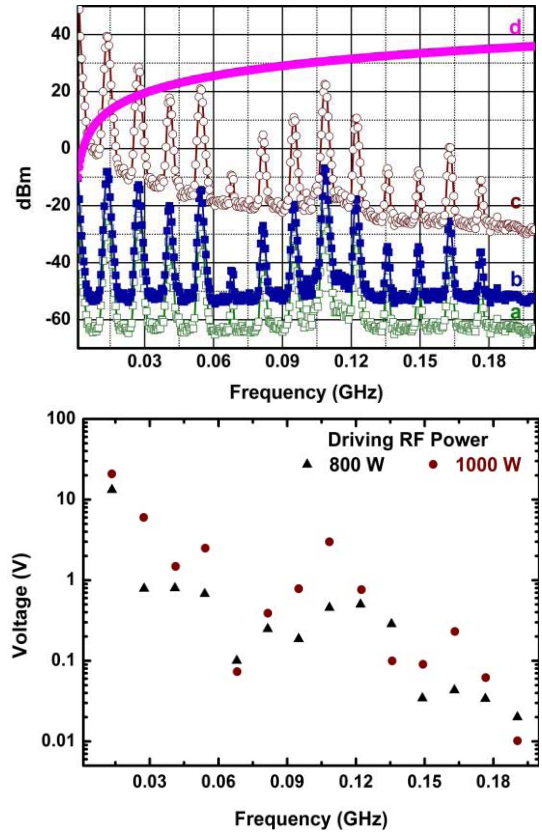 40
20
0
-20
-40
-60
dBm
d
c
b
a
0.03 0.06 0.09 0.12 0.15 0.18
Frequency (GHz)
100
10
1
0.1
0.01
Voltage (V)
Driving RF Power
▲ 800 W ● 1000 W
0.03 0.06 0.09 0.12 0.15 0.18
Frequency (GHz)